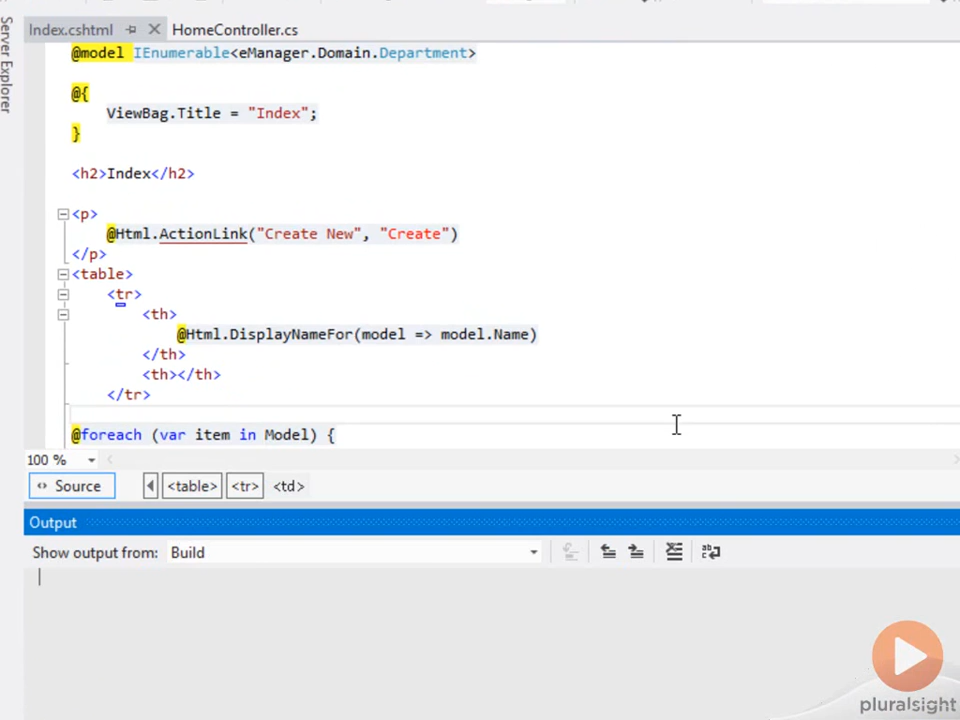 Server Explorer
Index.cshtml
HomeController.cs
@model IEnumerable<eManager.Domain.Department>
@{
ViewBag.Title = "Index";
}
<h2>Index</h2>
<p>
@Html.ActionLink("Create New", "Create")
</p>
<table>
<tr>
<th>
@Html.DisplayNameFor(model => model.Name)
</th>
<th></th>
</tr>
@foreach (var item in Model) {
100 %
Source <table> <tr> <td>
Output
Show output from: Build
pluralsight